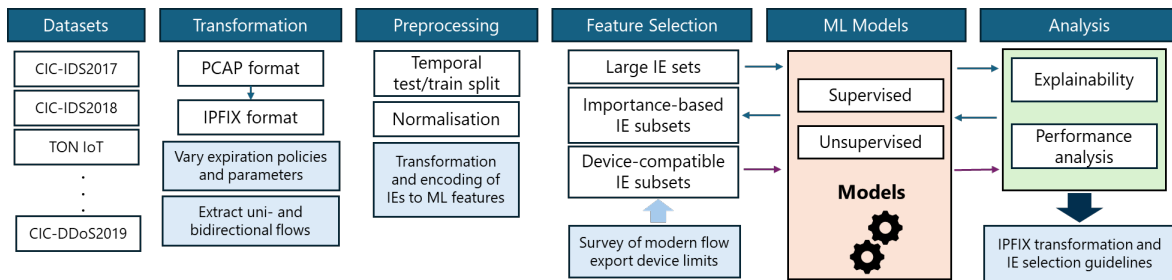 Datasets
CIC-IDS2017
CIC-IDS2018
TON IoT
CIC-DDoS2019
Transformation
PCAP format
IPFIX format
Vary expiration policies
and parameters
Extract uni- and
bidirectional flows
Preprocessing
Temporal
test/train split
Normalisation
Transformation
and encoding of
IEs to ML features
Feature Selection
Large IE sets
Importance-based
IE subsets
Device-compatible
IE subsets
Survey of modern flow
export device limits
ML Models
Supervised
Unsupervised
Models
Analysis
Explainability
Performance
analysis
IPFIX transformation and
IE selection guidelines